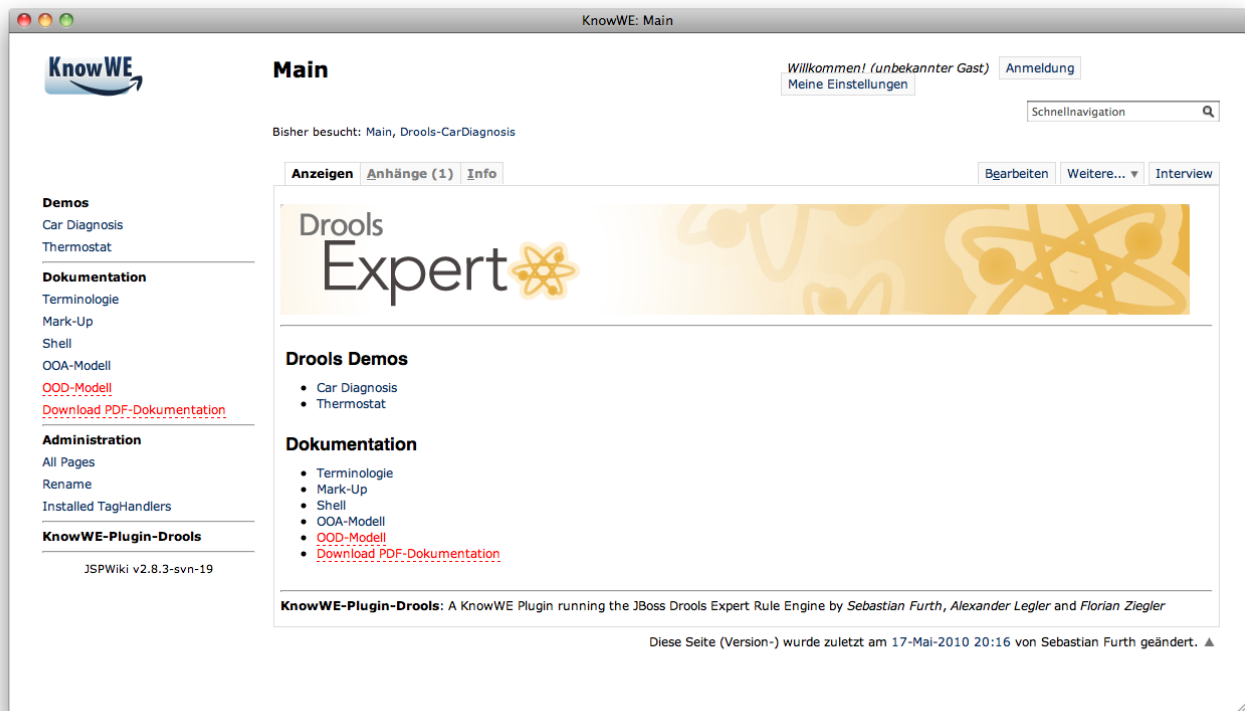 KnowWE: Main
KnowWE
Main
Willkommen! (unbekannter Gast) Anmeldung
Meine Einstellungen
Schnellnavigation
Bisher besucht: Main, Drools-CarDiagnosis
Anzeigen Anhänge (1) Info Bearbeiten Weitere... ▼ Interview
Demos
Car Diagnosis
Thermostat
Dokumentation
Terminologie
Mark-Up
Shell
OOA-Modell
OOD-Modell
Download PDF-Dokumentation
Administration
All Pages
Rename
Installed TagHandlers
KnowWE-Plugin-Drools
JSPWiki v2.8.3-svn-19
Drools
Expert
Drools Demos
• Car Diagnosis
• Thermostat
Dokumentation
• Terminologie
• Mark-Up
• Shell
• OOA-Modell
• OOD-Modell
• Download PDF-Dokumentation
KnowWE-Plugin-Drools: A KnowWE Plugin running the JBoss Drools Expert Rule Engine by Sebastian Furth, Alexander Legler and Florian Ziegler
Diese Seite (Version-) wurde zuletzt am 17-Mai-2010 20:16 von Sebastian Furth geändert. ▲